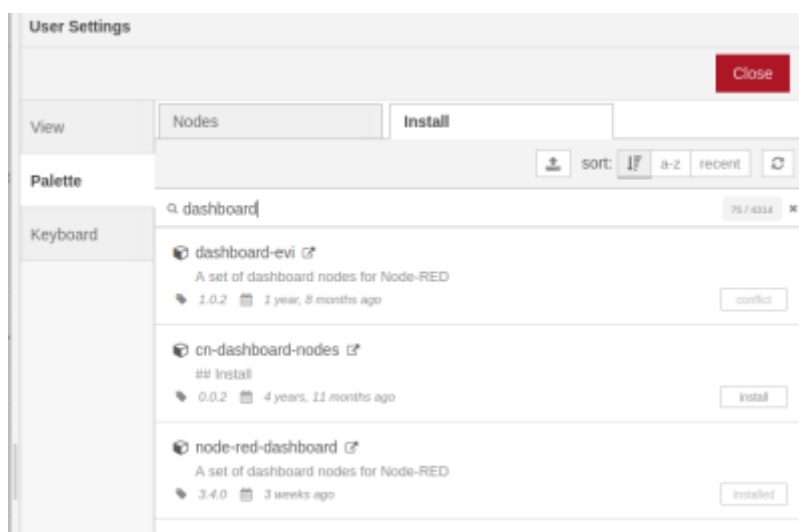 User Settings
Close
View
Palette
Keyboard
Nodes
Install
sort: a-z recent
dashboard
75 / 4314
dashboard-evi
A set of dashboard nodes for Node-RED
1.0.2 1 year, 8 months ago
conflict
cn-dashboard-nodes
## Install
0.0.2 4 years, 11 months ago
install
node-red-dashboard
A set of dashboard nodes for Node-RED
3.4.0 3 weeks ago
installed